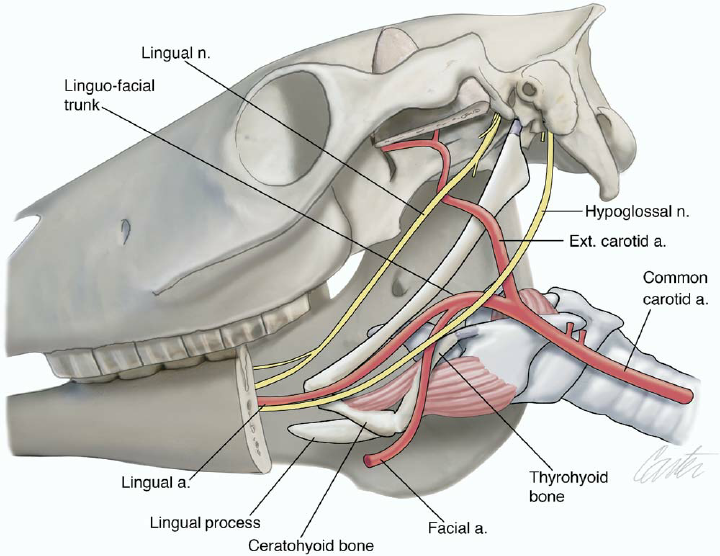 Lingual n.
Linguo-facial
trunk
Hypoglossal n.
Ext. carotid a.
Common
carotid a.
Lingual a.
Thyrohyoid
bone
Lingual process
Facial a.
Ceratohyoid bone
Carter